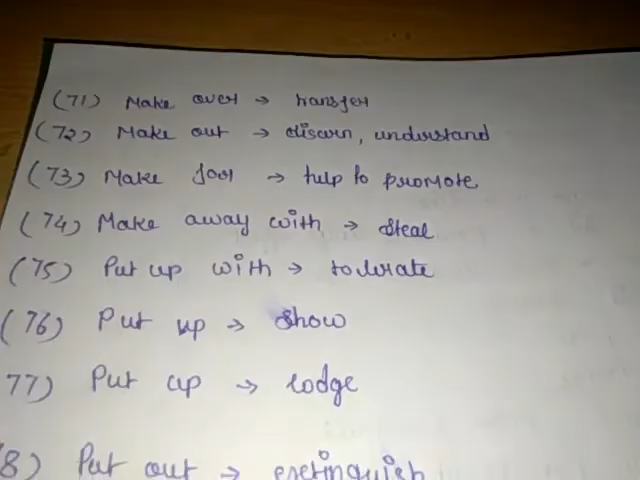 (71) Make over → transfer
(72) Make out → discern, understand
(73) Make for → help to promote
(74) Make away with → steal
(75) Put up with → tolerate
(76) Put up → show
77) Put up → lodge
8) Put out → extinguish